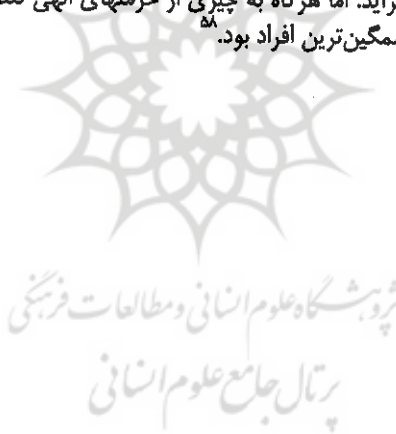 اما هرگاه به چیزی از حرمتهای الهی
مگین‌ترین افراد بود.۵۸
پژوهشگاه علوم انسانی و مطالعات فرهنگی
پرتال جامع علوم انسانی